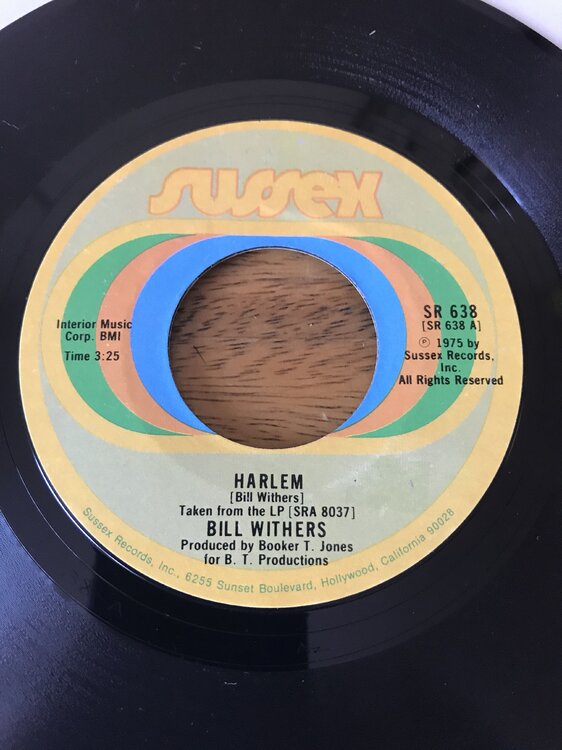 sussex
Interior Music
Corp. BMI
Time 3:25
SR 638
[SR 638 A]
℗ 1975 by
Sussex Records,
Inc.
All Rights Reserved
HARLEM
[Bill Withers]
Taken from the LP [SRA 8037]
BILL WITHERS
Produced by Booker T. Jones
for B. T. Productions
Sussex Records, Inc., 6255 Sunset Boulevard, Hollywood, California 90028